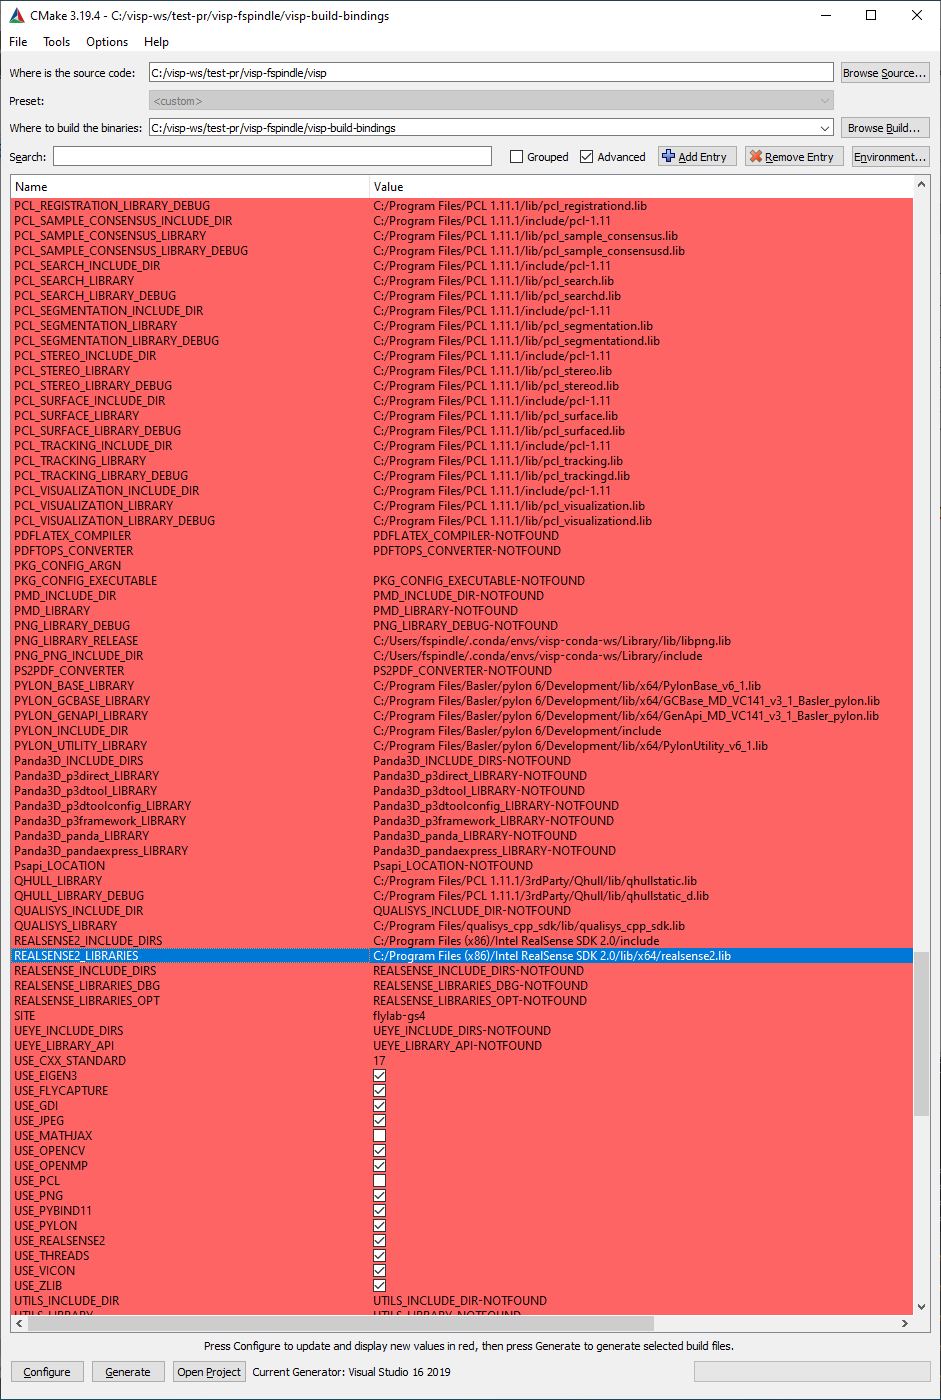 CMake 3.19.4 - C:/visp-ws/test-pr/visp-fspindle/visp-build-bindings
File Tools Options Help
Where is the source code: C:/visp-ws/test-pr/visp-fspindle/visp Browse Source...
Preset: <custom>
Where to build the binaries: C:/visp-ws/test-pr/visp-fspindle/visp-build-bindings Browse Build...
Search: Grouped Advanced Add Entry Remove Entry Environment...
Name Value
PCL_REGISTRATION_LIBRARY_DEBUG C:/Program Files/PCL 1.11.1/lib/pcl_registrationd.lib
PCL_SAMPLE_CONSENSUS_INCLUDE_DIR C:/Program Files/PCL 1.11.1/include/pcl-1.11
PCL_SAMPLE_CONSENSUS_LIBRARY C:/Program Files/PCL 1.11.1/lib/pcl_sample_consensus.lib
PCL_SAMPLE_CONSENSUS_LIBRARY_DEBUG C:/Program Files/PCL 1.11.1/lib/pcl_sample_consensusd.lib
PCL_SEARCH_INCLUDE_DIR C:/Program Files/PCL 1.11.1/include/pcl-1.11
PCL_SEARCH_LIBRARY C:/Program Files/PCL 1.11.1/lib/pcl_search.lib
PCL_SEARCH_LIBRARY_DEBUG C:/Program Files/PCL 1.11.1/lib/pcl_searchd.lib
PCL_SEGMENTATION_INCLUDE_DIR C:/Program Files/PCL 1.11.1/include/pcl-1.11
PCL_SEGMENTATION_LIBRARY C:/Program Files/PCL 1.11.1/lib/pcl_segmentation.lib
PCL_SEGMENTATION_LIBRARY_DEBUG C:/Program Files/PCL 1.11.1/lib/pcl_segmentationd.lib
PCL_STEREO_INCLUDE_DIR C:/Program Files/PCL 1.11.1/include/pcl-1.11
PCL_STEREO_LIBRARY C:/Program Files/PCL 1.11.1/lib/pcl_stereo.lib
PCL_STEREO_LIBRARY_DEBUG C:/Program Files/PCL 1.11.1/lib/pcl_stereod.lib
PCL_SURFACE_INCLUDE_DIR C:/Program Files/PCL 1.11.1/include/pcl-1.11
PCL_SURFACE_LIBRARY C:/Program Files/PCL 1.11.1/lib/pcl_surface.lib
PCL_SURFACE_LIBRARY_DEBUG C:/Program Files/PCL 1.11.1/lib/pcl_surfaced.lib
PCL_TRACKING_INCLUDE_DIR C:/Program Files/PCL 1.11.1/include/pcl-1.11
PCL_TRACKING_LIBRARY C:/Program Files/PCL 1.11.1/lib/pcl_tracking.lib
PCL_TRACKING_LIBRARY_DEBUG C:/Program Files/PCL 1.11.1/lib/pcl_trackingd.lib
PCL_VISUALIZATION_INCLUDE_DIR C:/Program Files/PCL 1.11.1/include/pcl-1.11
PCL_VISUALIZATION_LIBRARY C:/Program Files/PCL 1.11.1/lib/pcl_visualization.lib
PCL_VISUALIZATION_LIBRARY_DEBUG C:/Program Files/PCL 1.11.1/lib/pcl_visualizationd.lib
PDFLATEX_COMPILER PDFLATEX_COMPILER-NOTFOUND
PDFTOPS_CONVERTER PDFTOPS_CONVERTER-NOTFOUND
PKG_CONFIG_ARGN
PKG_CONFIG_EXECUTABLE PKG_CONFIG_EXECUTABLE-NOTFOUND
PMD_INCLUDE_DIR PMD_INCLUDE_DIR-NOTFOUND
PMD_LIBRARY PMD_LIBRARY-NOTFOUND
PNG_LIBRARY_DEBUG PNG_LIBRARY_DEBUG-NOTFOUND
PNG_LIBRARY_RELEASE C:/Users/fspindle/.conda/envs/visp-conda-ws/Library/lib/libpng.lib
PNG_PNG_INCLUDE_DIR C:/Users/fspindle/.conda/envs/visp-conda-ws/Library/include
PS2PDF_CONVERTER PS2PDF_CONVERTER-NOTFOUND
PYLON_BASE_LIBRARY C:/Program Files/Basler/pylon 6/Development/lib/x64/PylonBase_v6_1.lib
PYLON_GCBASE_LIBRARY C:/Program Files/Basler/pylon 6/Development/lib/x64/GCBase_MD_VC141_v3_1_Basler_pylon.lib
PYLON_GENAPI_LIBRARY C:/Program Files/Basler/pylon 6/Development/lib/x64/GenApi_MD_VC141_v3_1_Basler_pylon.lib
PYLON_INCLUDE_DIR C:/Program Files/Basler/pylon 6/Development/include
PYLON_UTILITY_LIBRARY C:/Program Files/Basler/pylon 6/Development/lib/x64/PylonUtility_v6_1.lib
Panda3D_INCLUDE_DIRS Panda3D_INCLUDE_DIRS-NOTFOUND
Panda3D_p3direct_LIBRARY Panda3D_p3direct_LIBRARY-NOTFOUND
Panda3D_p3dtool_LIBRARY Panda3D_p3dtool_LIBRARY-NOTFOUND
Panda3D_p3dtoolconfig_LIBRARY Panda3D_p3dtoolconfig_LIBRARY-NOTFOUND
Panda3D_p3framework_LIBRARY Panda3D_p3framework_LIBRARY-NOTFOUND
Panda3D_panda_LIBRARY Panda3D_panda_LIBRARY-NOTFOUND
Panda3D_pandaexpress_LIBRARY Panda3D_pandaexpress_LIBRARY-NOTFOUND
Psapi_LOCATION Psapi_LOCATION-NOTFOUND
QHULL_LIBRARY C:/Program Files/PCL 1.11.1/3rdParty/Qhull/lib/qhullstatic.lib
QHULL_LIBRARY_DEBUG C:/Program Files/PCL 1.11.1/3rdParty/Qhull/lib/qhullstatic_d.lib
QUALISYS_INCLUDE_DIR QUALISYS_INCLUDE_DIR-NOTFOUND
QUALISYS_LIBRARY C:/Program Files/qualisys_cpp_sdk/lib/qualisys_cpp_sdk.lib
REALSENSE2_INCLUDE_DIRS C:/Program Files (x86)/Intel RealSense SDK 2.0/include
REALSENSE2_LIBRARIES C:/Program Files (x86)/Intel RealSense SDK 2.0/lib/x64/realsense2.lib
REALSENSE_INCLUDE_DIRS REALSENSE_INCLUDE_DIRS-NOTFOUND
REALSENSE_LIBRARIES_DBG REALSENSE_LIBRARIES_DBG-NOTFOUND
REALSENSE_LIBRARIES_OPT REALSENSE_LIBRARIES_OPT-NOTFOUND
SITE flylab-gs4
UEYE_INCLUDE_DIRS UEYE_INCLUDE_DIRS-NOTFOUND
UEYE_LIBRARY_API UEYE_LIBRARY_API-NOTFOUND
USE_CXX_STANDARD 17
USE_EIGEN3
USE_FLYCAPTURE
USE_GDI
USE_JPEG
USE_MATHJAX
USE_OPENCV
USE_OPENMP
USE_PCL
USE_PNG
USE_PYBIND11
USE_PYLON
USE_REALSENSE2
USE_THREADS
USE_VICON
USE_ZLIB
UTILS_INCLUDE_DIR UTILS_INCLUDE_DIR-NOTFOUND
UTILS_LIBRARY UTILS_LIBRARY-NOTFOUND
Press Configure to update and display new values in red, then press Generate to generate selected build files.
Configure Generate Open Project Current Generator: Visual Studio 16 2019